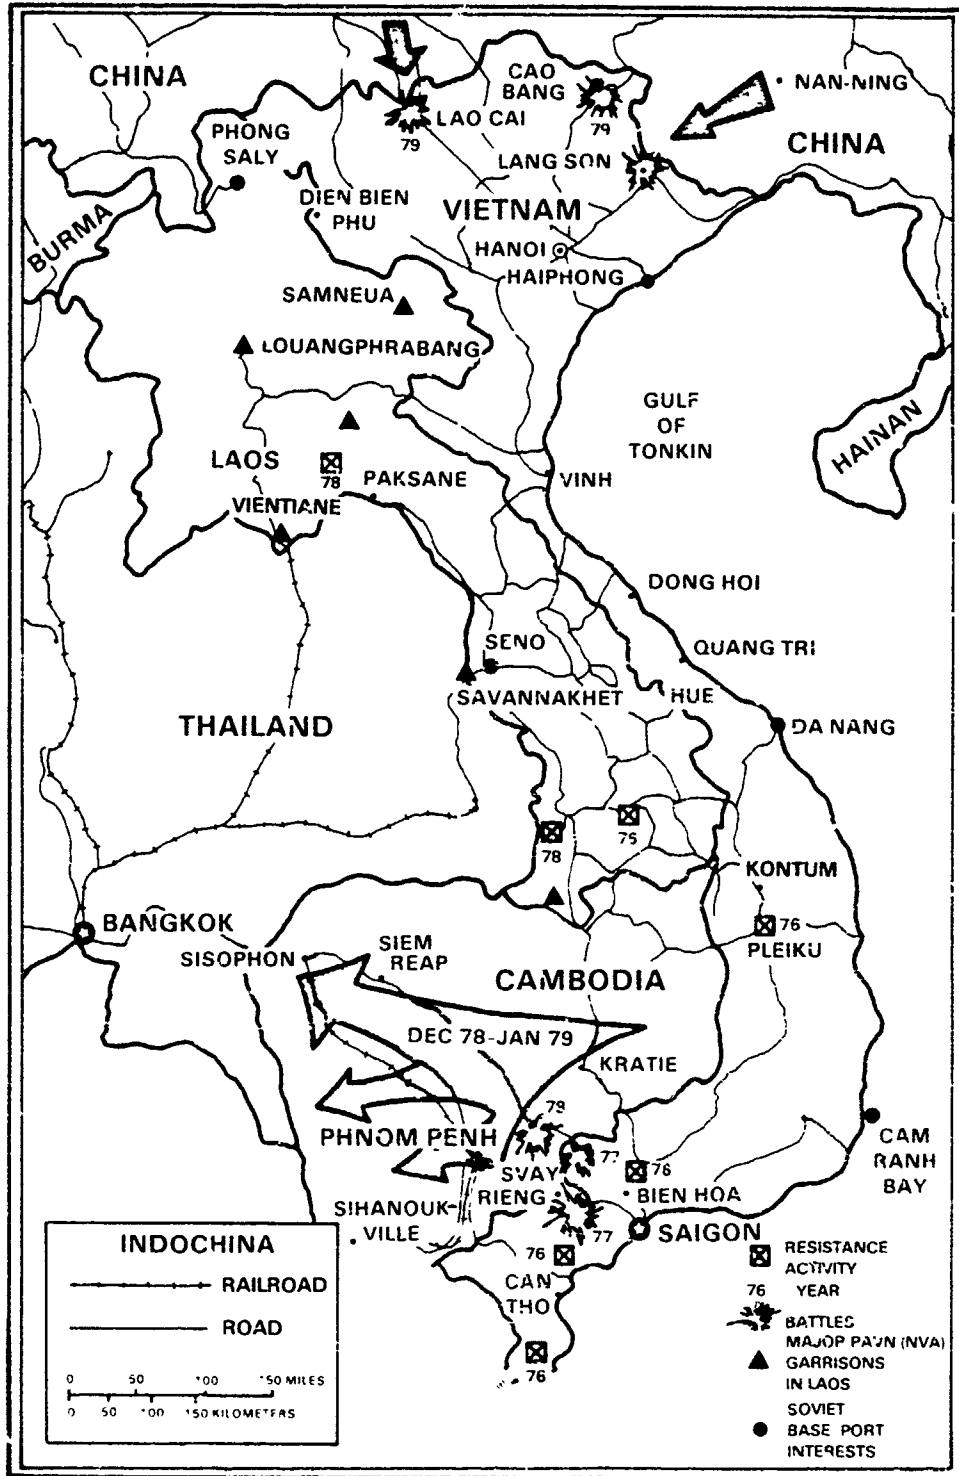 CHINA
CAO
BANG
NAN-NING
LAO CAI
79
79
CHINA
PHONG
SALY
LANG SON
DIEN BIEN
PHU
VIETNAM
BURMA
HANOI
HAIPHONG
SAMNEUA
LOUANGPHRABANG
GULF
OF
TONKIN
HAINAN
LAOS
78
PAKSANE
VINH
VIENTIANE
DONG HOI
SENO
QUANG TRI
SAVANNAKHET
HUE
THAILAND
DA NANG
78
KONTUM
BANGKOK
76
PLEIKU
SISOPHON
SIEM
REAP
CAMBODIA
DEC 78-JAN 79
KRATIE
PHNOM PENH
77
76
CAM
RANH
BAY
SVAY
RIENG
BIEN HOA
SIHANOUK-
VILLE
77
SAIGON
76
CAN
THO
76
INDOCHINA
RAILROAD
ROAD
0 50 100 150 MILES
0 50 100 150 KILOMETERS
RESISTANCE
ACTIVITY
76 YEAR
BATTLES
MAJOP PAVN (NVA)
GARRISONS
IN LAOS
SOVIET
BASE PORT
INTERESTS